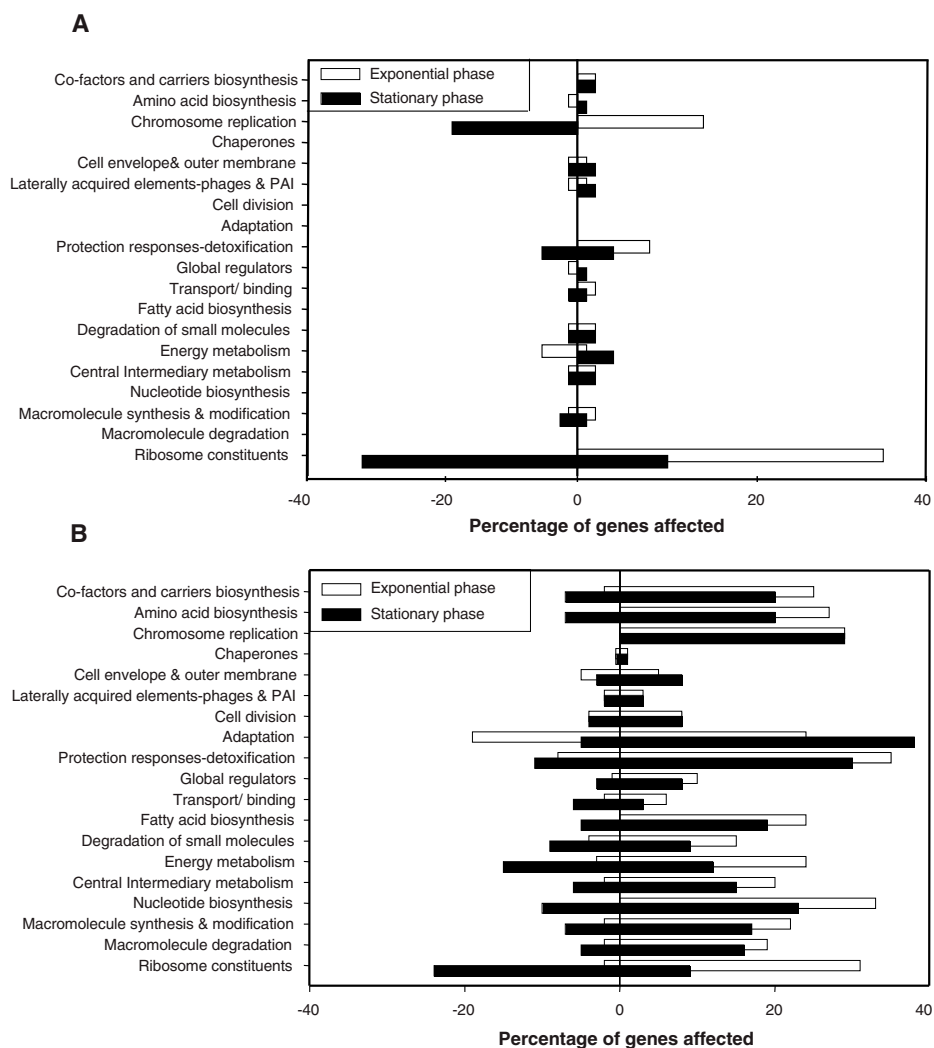 A
Exponential phase
Stationary phase
Co-factors and carriers biosynthesis
Amino acid biosynthesis
Chromosome replication
Chaperones
Cell envelope& outer membrane
Laterally acquired elements-phages & PAI
Cell division
Adaptation
Protection responses-detoxification
Global regulators
Transport/ binding
Fatty acid biosynthesis
Degradation of small molecules
Energy metabolism
Central Intermediary metabolism
Nucleotide biosynthesis
Macromolecule synthesis & modification
Macromolecule degradation
Ribosome constituents
-40 -20 0 20 40
Percentage of genes affected
B
Exponential phase
Stationary phase
Co-factors and carriers biosynthesis
Amino acid biosynthesis
Chromosome replication
Chaperones
Cell envelope & outer membrane
Laterally acquired elements-phages & PAI
Cell division
Adaptation
Protection responses-detoxification
Global regulators
Transport/ binding
Fatty acid biosynthesis
Degradation of small molecules
Energy metabolism
Central Intermediary metabolism
Nucleotide biosynthesis
Macromolecule synthesis & modification
Macromolecule degradation
Ribosome constituents
-40 -20 0 20 40
Percentage of genes affected